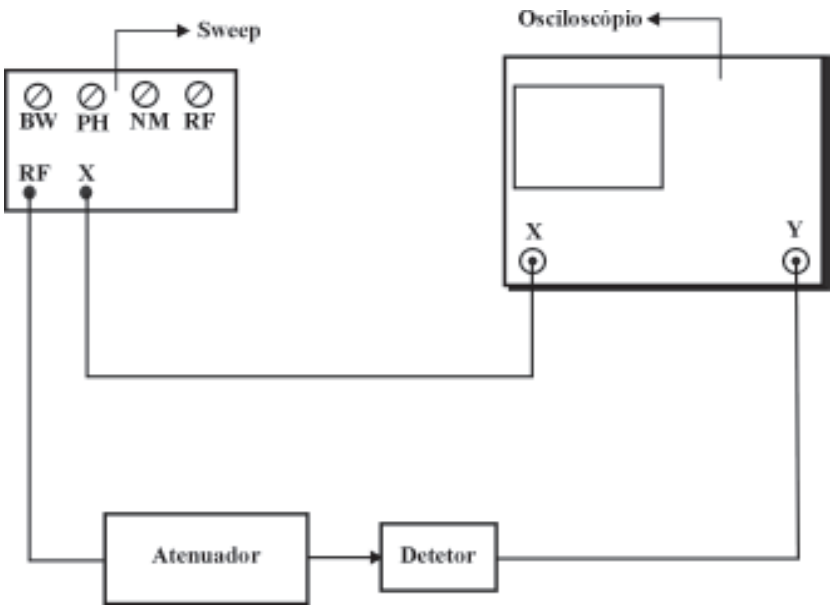 Osciloscópio
Sweep
BW PH NM RF
RF X
X Y
Atenuador
Detetor